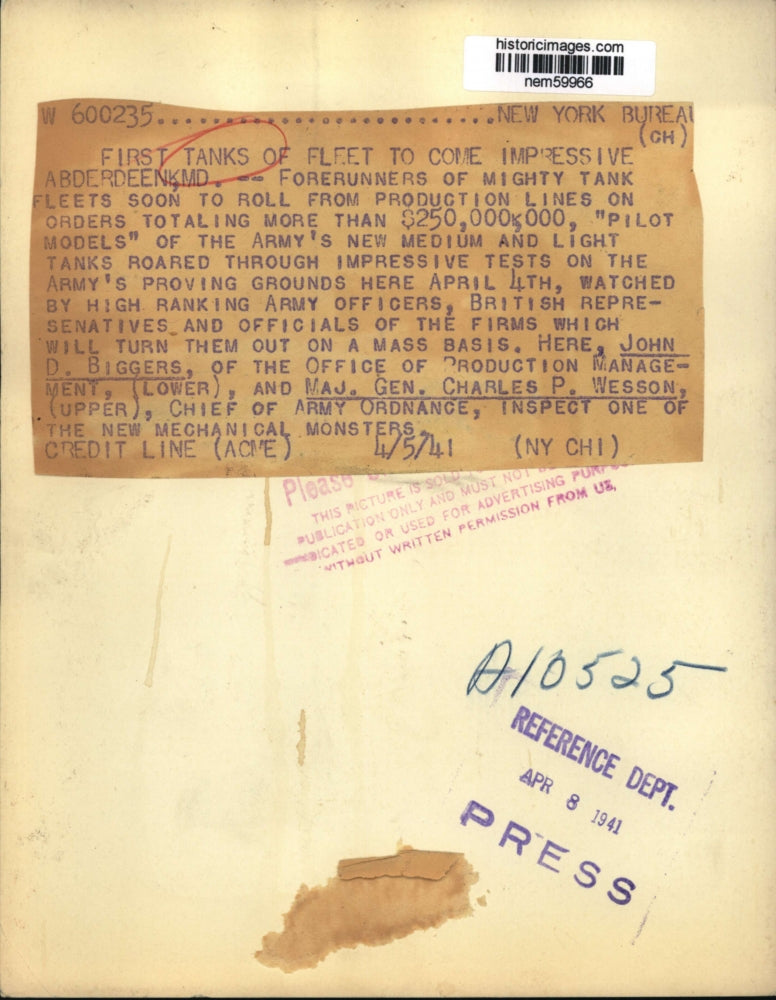 historicimages.com
nem59966
W 600235..................................NEW YORK BUREAU
(CH)
FIRST TANKS OF FLEET TO COME IMPRESSIVE
ABDERDEENK,MD. -- FORERUNNERS OF MIGHTY TANK
FLEETS SOON TO ROLL FROM PRODUCTION LINES ON
ORDERS TOTALING MORE THAN $250,000,000, "PILOT
MODELS" OF THE ARMY'S NEW MEDIUM AND LIGHT
TANKS ROARED THROUGH IMPRESSIVE TESTS ON THE
ARMY'S PROVING GROUNDS HERE APRIL 4TH, WATCHED
BY HIGH RANKING ARMY OFFICERS, BRITISH REPRE-
SENATIVES AND OFFICIALS OF THE FIRMS WHICH
WILL TURN THEM OUT ON A MASS BASIS. HERE, JOHN
D. BIGGERS, OF THE OFFICE OF PRODUCTION MANAGE-
MENT, (LOWER), AND MAJ. GEN. CHARLES P. WESSON,
(UPPER), CHIEF OF ARMY ORDNANCE, INSPECT ONE OF
THE NEW MECHANICAL MONSTERS.
CREDIT LINE (ACME) 4/5/41 (NY CHI)
Please
THIS PICTURE IS SOLD
PUBLICATION ONLY AND MUST NOT
OR USED FOR ADVERTISING
WITHOUT WRITTEN PERMISSION FROM US,
A10525
REFERENCE DEPT.
APR 8 1941
PRESS